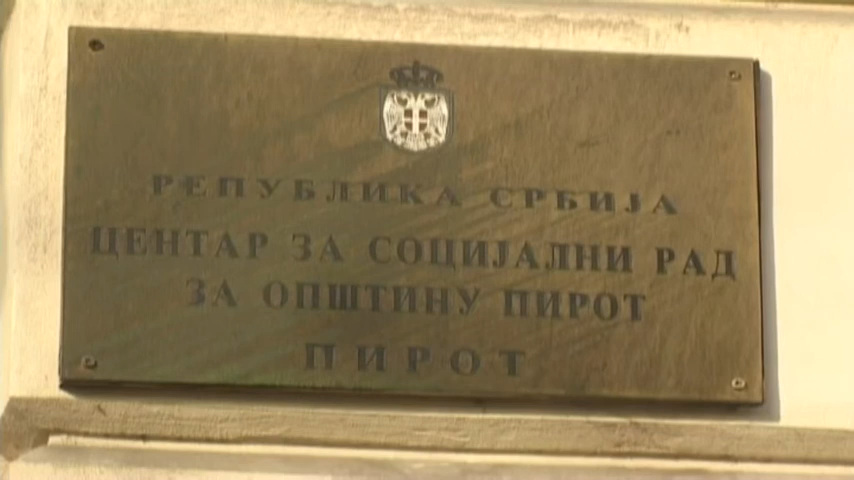 РЕПУБЛИКА СРБИЈА
ЦЕНТАР ЗА СОЦИЈАЛНИ РАД
ЗА ОПШТИНУ ПИРОТ
ПИРОТ